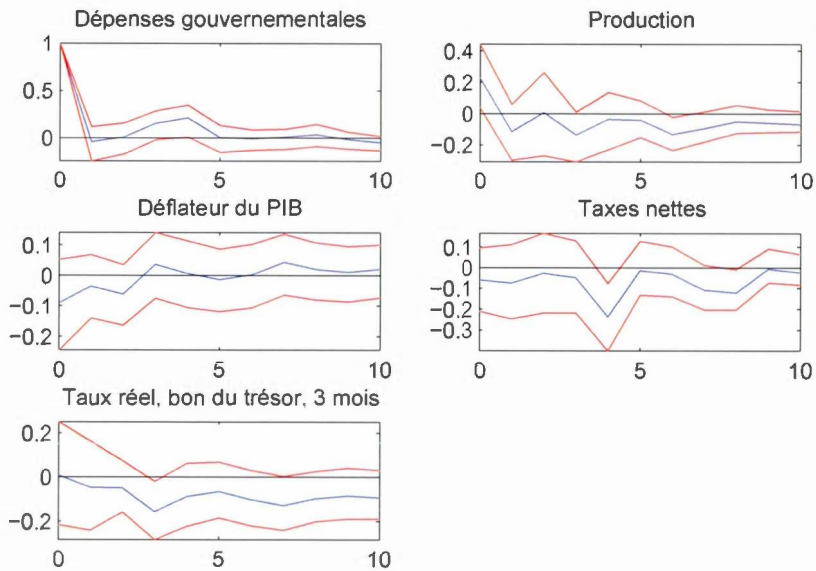 Dépenses gouvernementales
1
0.5
0
0 5 10
Production
0.4
0.2
0
−0.2
0 5 10
Déflateur du PIB
0.1
0
−0.1
−0.2
0 5 10
Taxes nettes
0.1
0
−0.1
−0.2
−0.3
0 5 10
Taux réel, bon du trésor, 3 mois
0.2
0
−0.2
0 5 10